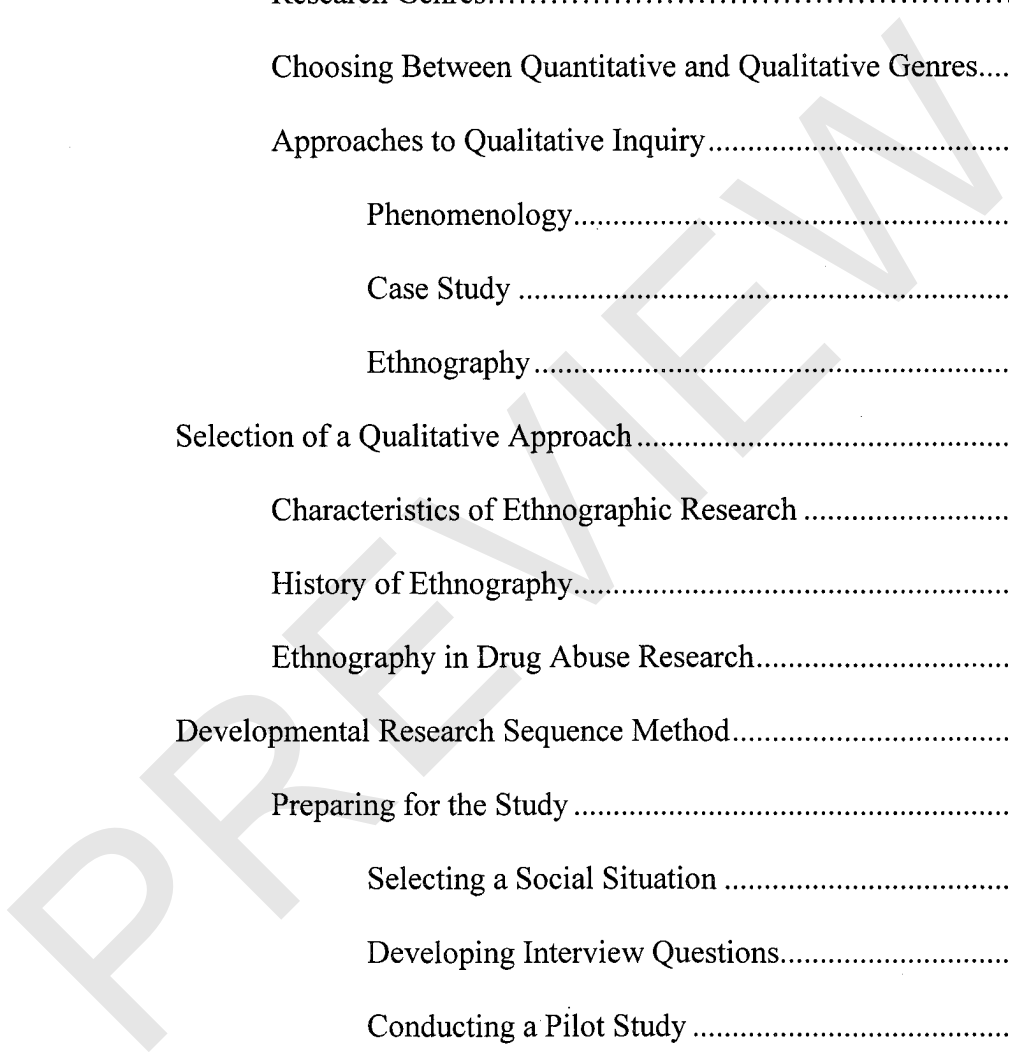 Research Genres..........................................................
Choosing Between Quantitative and Qualitative Genres....
Approaches to Qualitative Inquiry...................................
Phenomenology.....................................................
Case Study ...........................................................
Ethnography.........................................................
Selection of a Qualitative Approach...........................................
Characteristics of Ethnographic Research ........................
History of Ethnography...................................................
Ethnography in Drug Abuse Research..............................
Developmental Research Sequence Method................................
Preparing for the Study ...................................................
Selecting a Social Situation ..................................
Developing Interview Questions...........................
Conducting a Pilot Study ......................................
PREVIEW